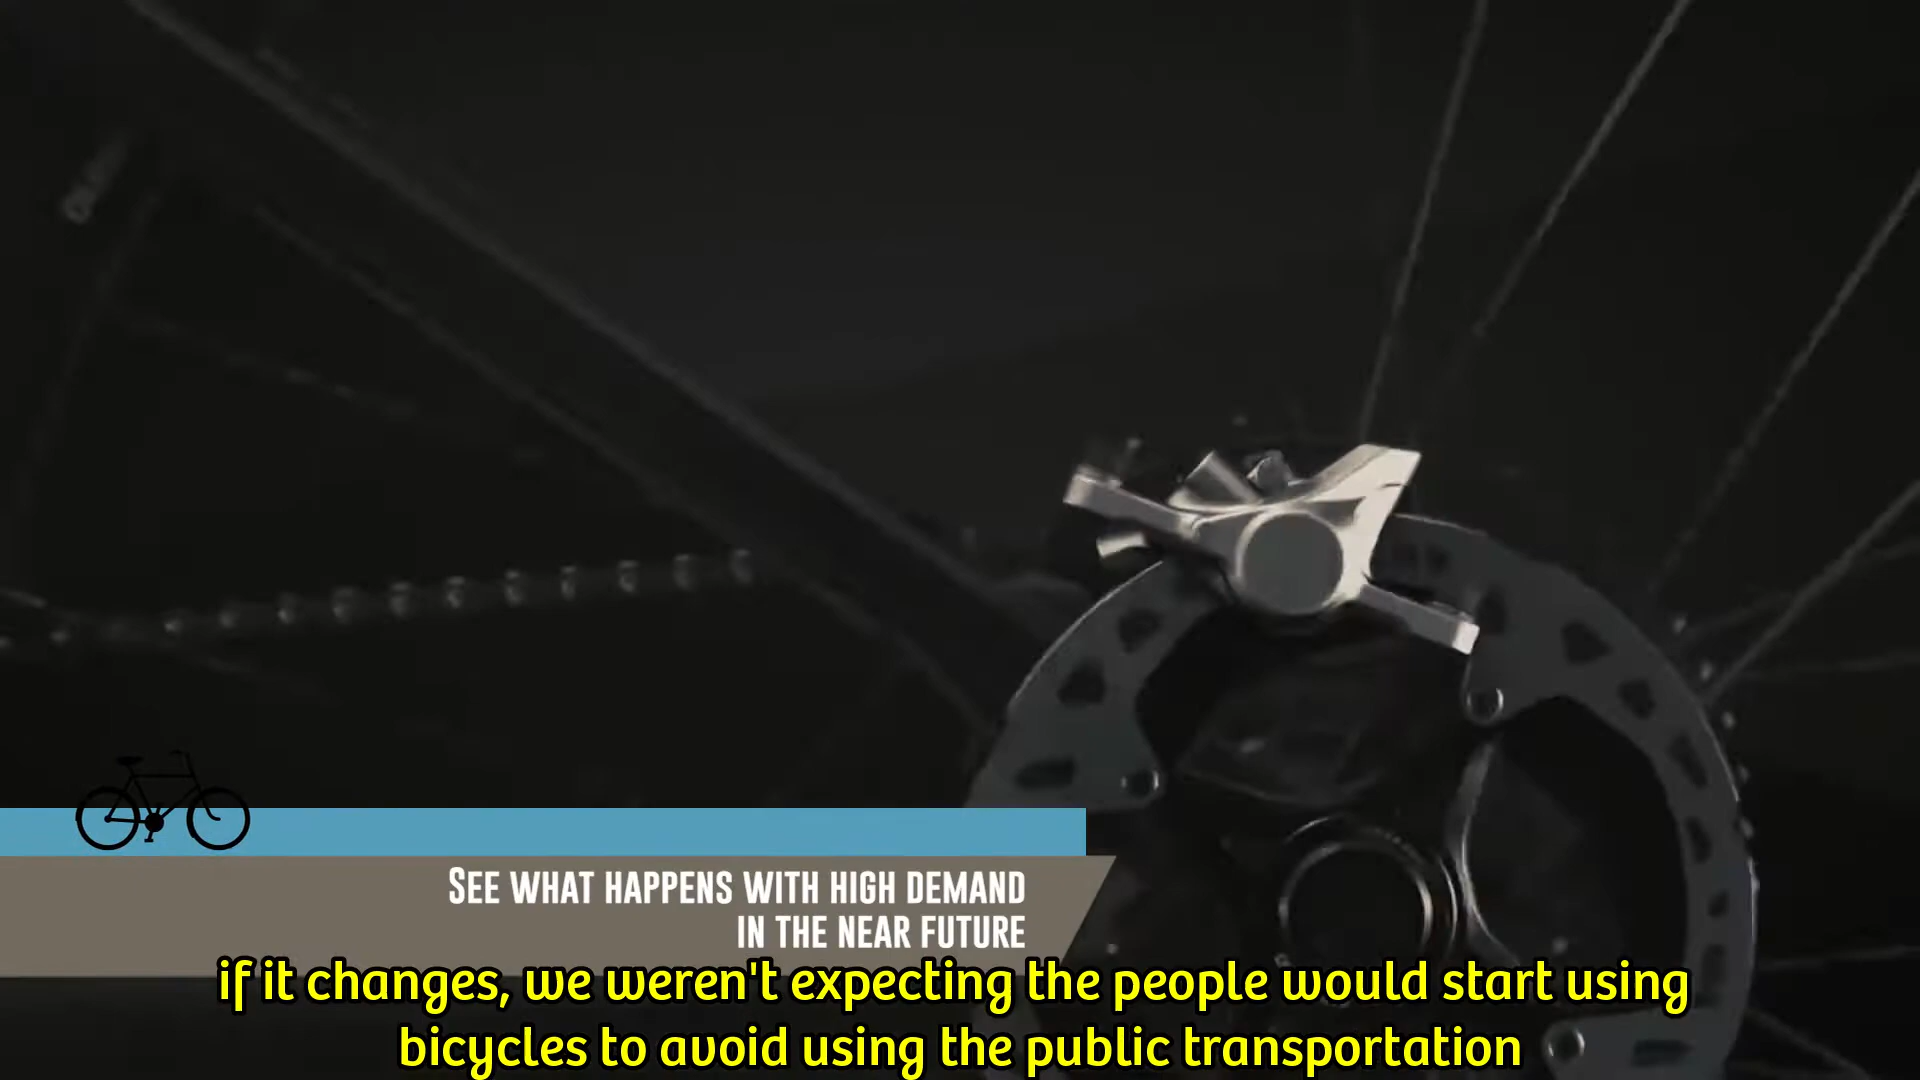 SEE WHAT HAPPENS WITH HIGH DEMAND
IN THE NEAR FUTURE
if it changes, we weren't expecting the people would start using
bicycles to avoid using the public transportation